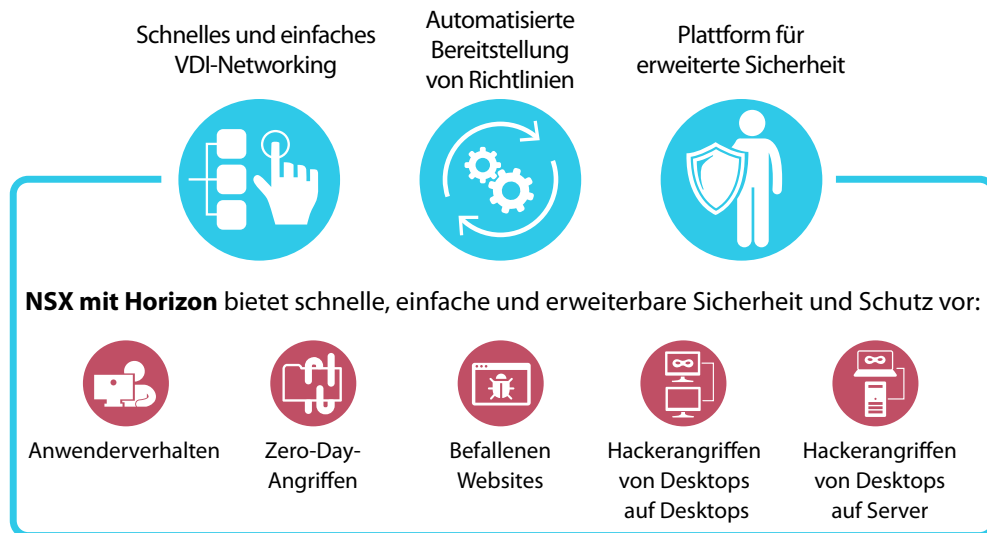 Schnelles und einfaches
VDI-Networking
Automatisierte
Bereitstellung
von Richtlinien
Plattform für
erweiterte Sicherheit
NSX mit Horizon bietet schnelle, einfache und erweiterbare Sicherheit und Schutz vor:
Anwenderverhalten
Zero-Day-
Angriffen
Befallenen
Websites
Hackerangriffen
von Desktops
auf Desktops
Hackerangriffen
von Desktops
auf Server